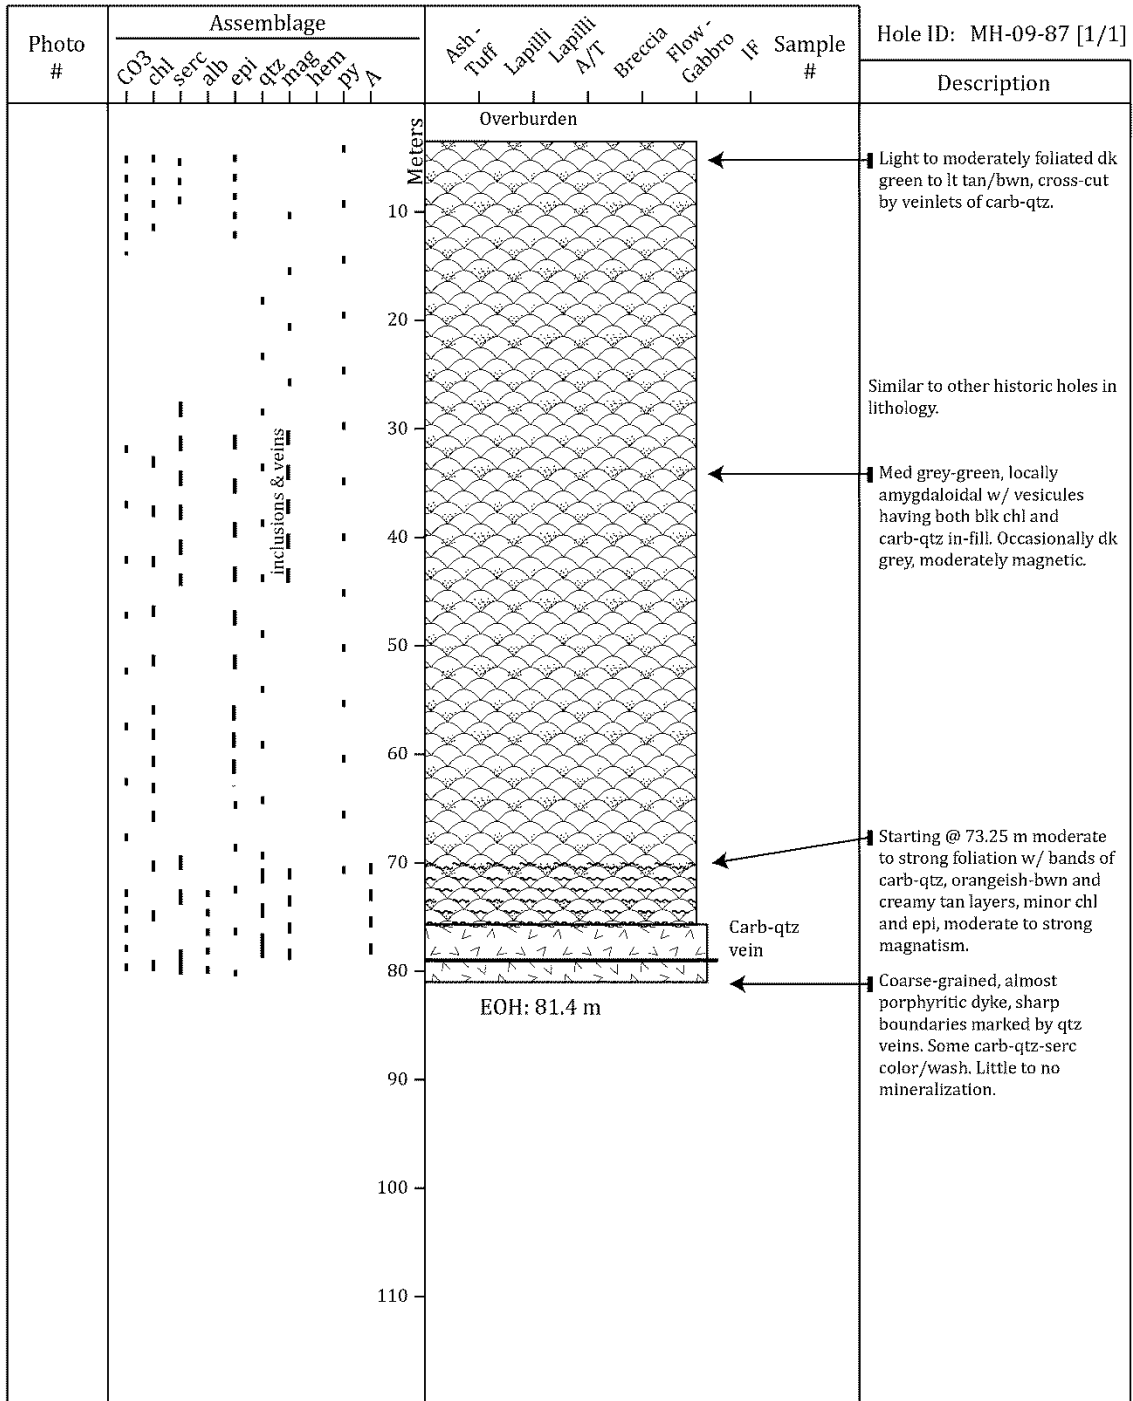 Photo
#
Assemblage
CO3
chl
serc
alb
epi
qtz
mag
hem
py
A
Ash -
Tuff
Lapilli
Lapilli
A/T
Breccia
Flow -
Gabbro
IF
Sample
#
Hole ID: MH-09-87 [1/1]
Description
Meters
Overburden
10
20
30
40
50
60
70
80
90
100
110
inclusions & veins
Carb-qtz
vein
EOH: 81.4 m
Light to moderately foliated dk
green to lt tan/bwn, cross-cut
by veinlets of carb-qtz.
Similar to other historic holes in
lithology.
Med grey-green, locally
amygdaloidal w/ vesicules
having both blk chl and
carb-qtz in-fill. Occasionally dk
grey, moderately magnetic.
Starting @ 73.25 m moderate
to strong foliation w/ bands of
carb-qtz, orangeish-bwn and
creamy tan layers, minor chl
and epi, moderate to strong
magnatism.
Coarse-grained, almost
porphyritic dyke, sharp
boundaries marked by qtz
veins. Some carb-qtz-serc
color/wash. Little to no
mineralization.